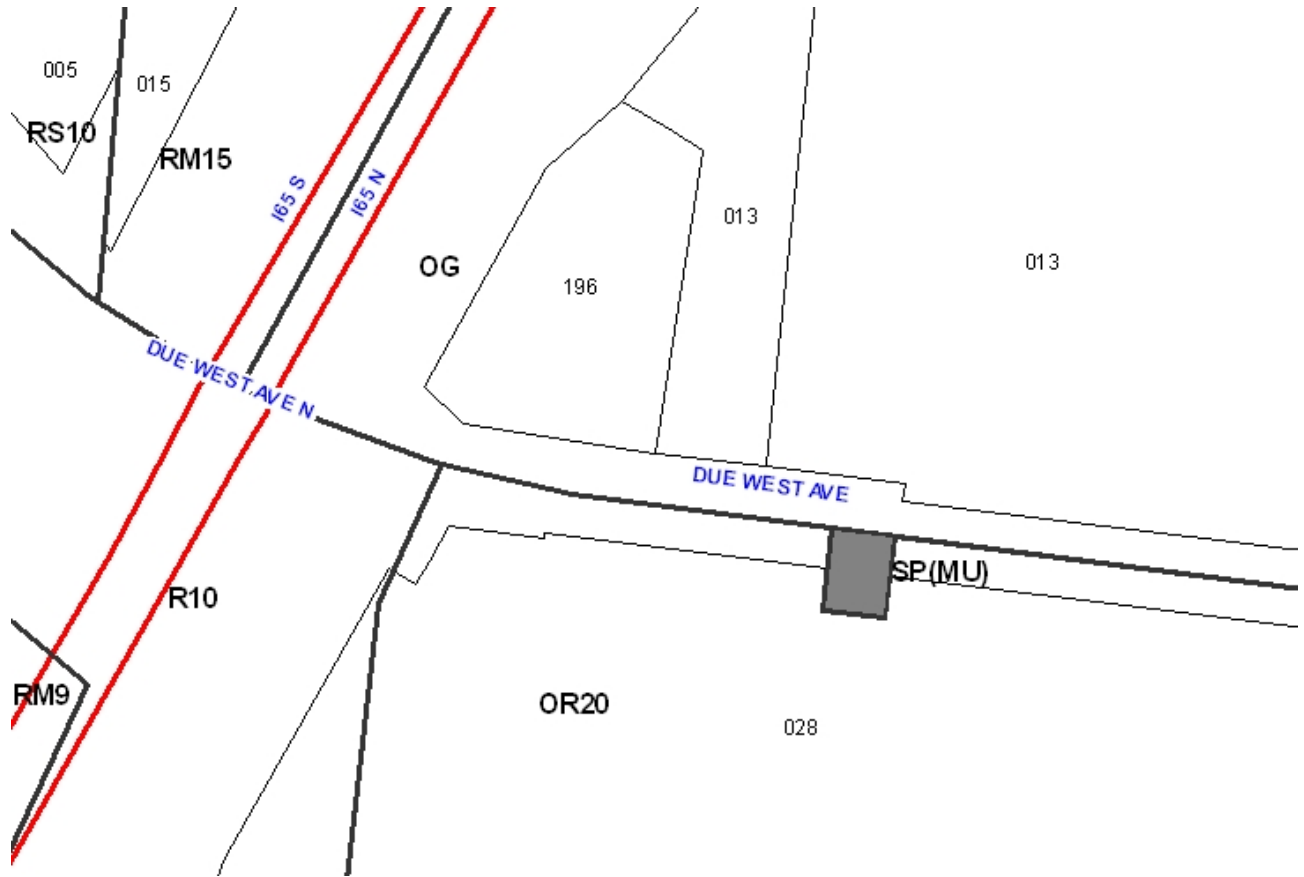 005
015
RS10
RM15
I65 S
I65 N
013
OG
196
013
DUE WEST AVE N
DUE WEST AVE
SP(MU)
R10
RM9
OR20
028